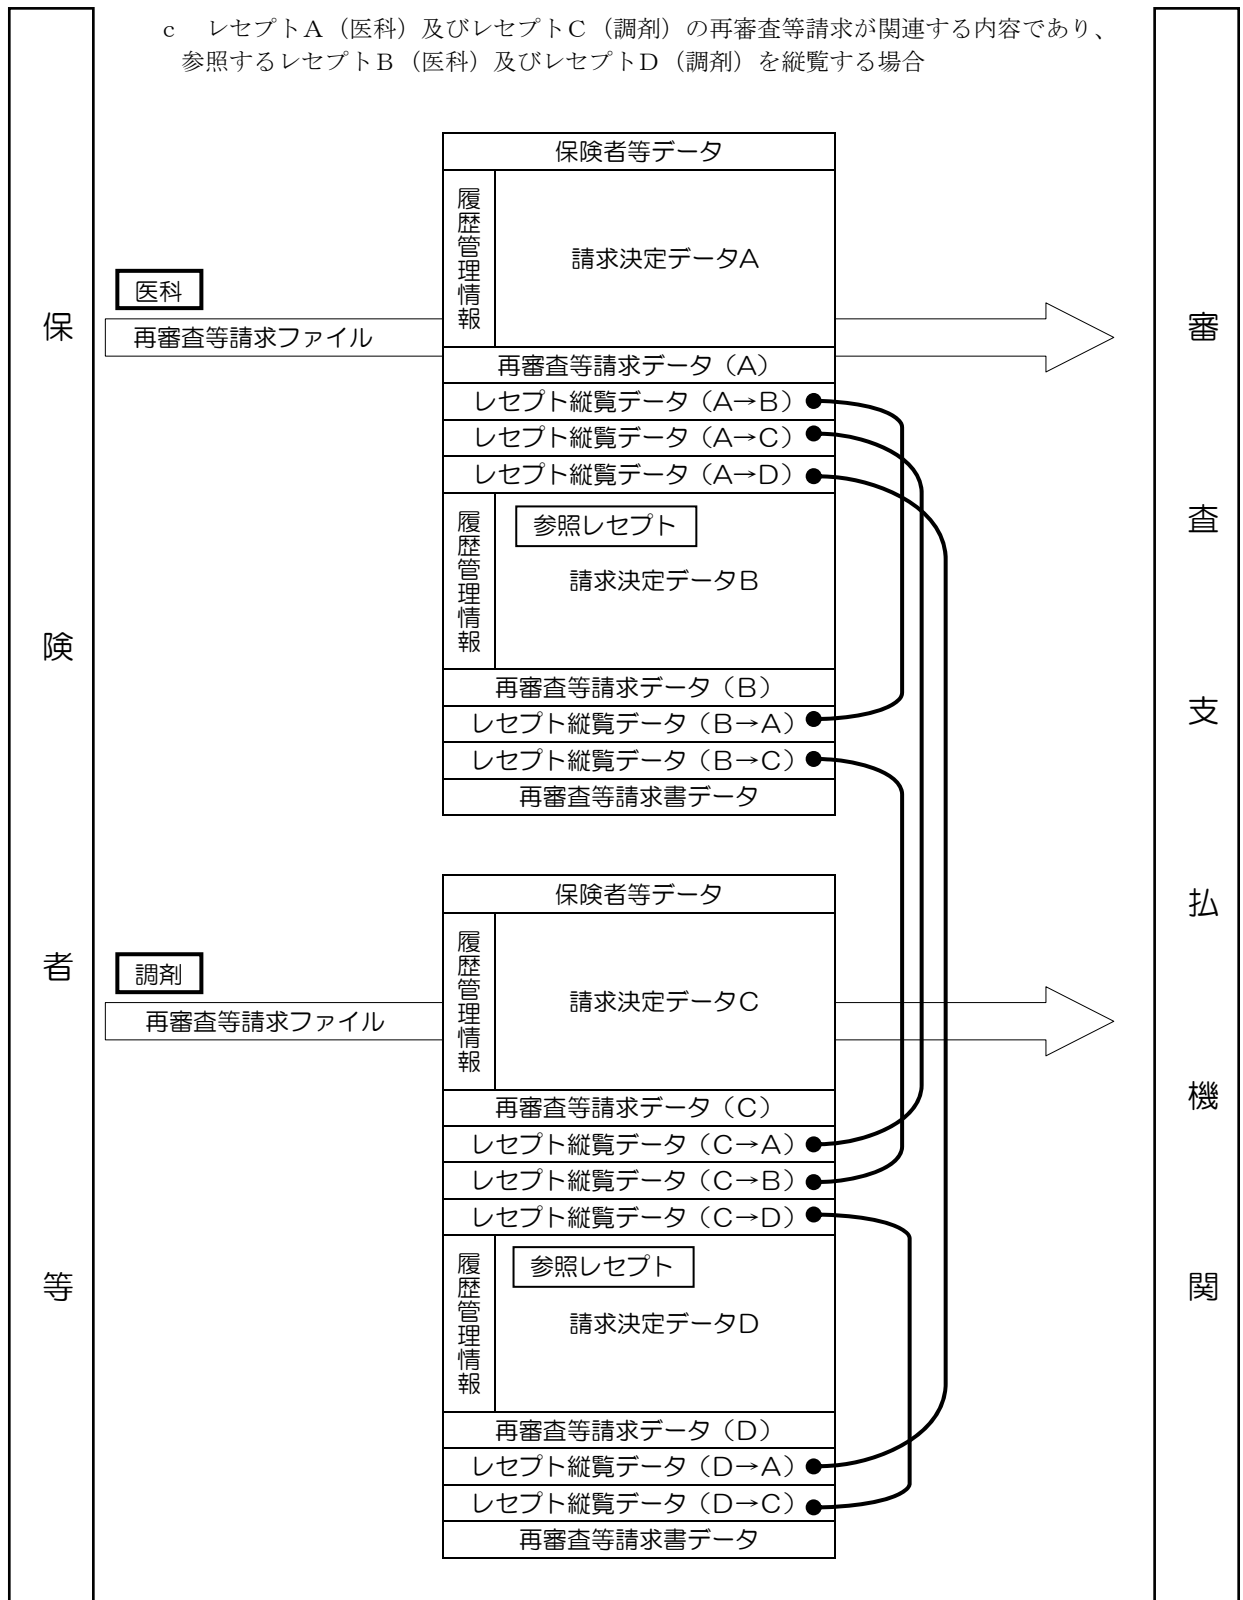 c　レセプトＡ（医科）及びレセプトＣ（調剤）の再審査等請求が関連する内容であり、
参照するレセプトＢ（医科）及びレセプトＤ（調剤）を縦覧する場合
保険者等
審査支払機関
保険者等データ
履歴管理情報
請求決定データA
医科
再審査等請求ファイル
再審査等請求データ（A）
レセプト縦覧データ（A→B）
レセプト縦覧データ（A→C）
レセプト縦覧データ（A→D）
履歴管理情報
参照レセプト
請求決定データB
再審査等請求データ（B）
レセプト縦覧データ（B→A）
レセプト縦覧データ（B→C）
再審査等請求書データ
保険者等データ
履歴管理情報
請求決定データC
調剤
再審査等請求ファイル
再審査等請求データ（C）
レセプト縦覧データ（C→A）
レセプト縦覧データ（C→B）
レセプト縦覧データ（C→D）
履歴管理情報
参照レセプト
請求決定データD
再審査等請求データ（D）
レセプト縦覧データ（D→A）
レセプト縦覧データ（D→C）
再審査等請求書データ